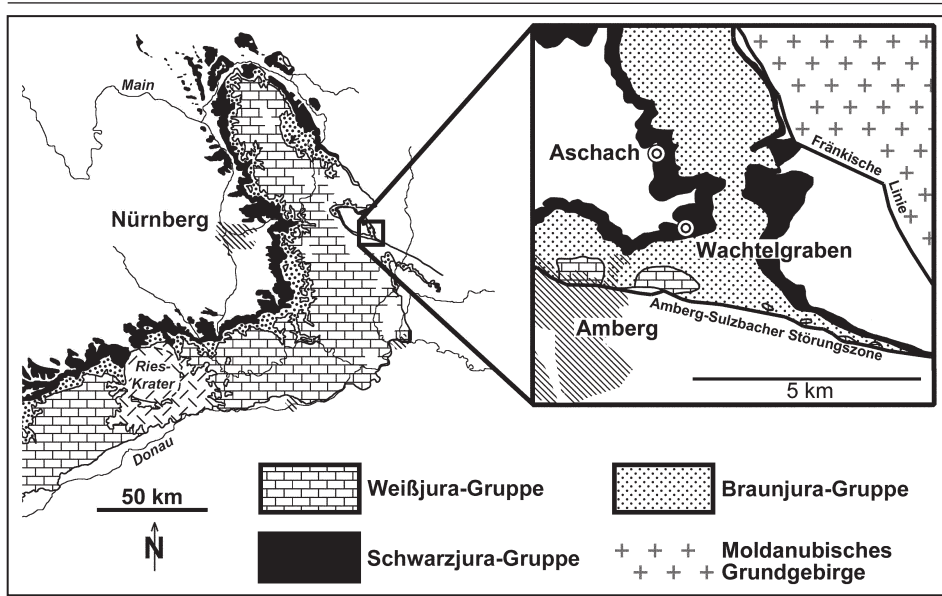 Main
Nürnberg
Ries-
Krater
Donau
50 km
N
Aschach
Wachtelgraben
Fränkische
Linie
Amberg
Amberg-Sulzbacher Störungszone
5 km
Weißjura-Gruppe
Braunjura-Gruppe
Schwarzjura-Gruppe
Moldanubisches
Grundgebirge